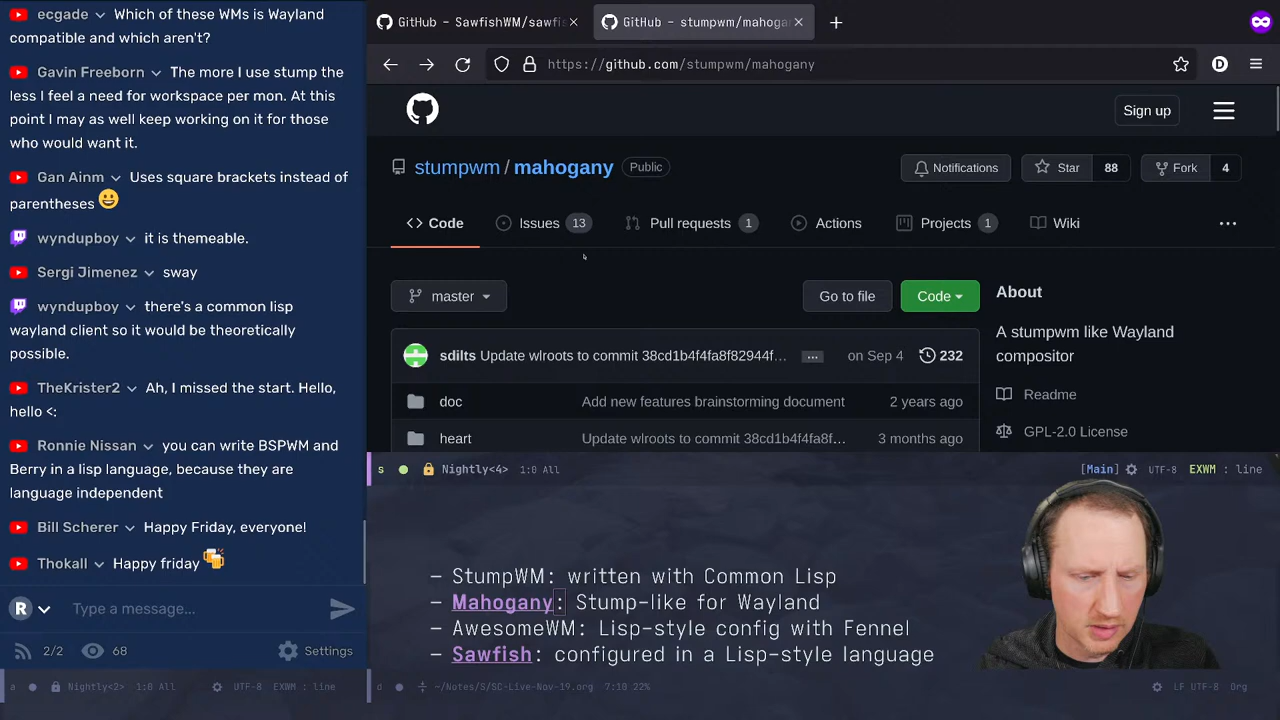 ecgade Which of these WMs is Wayland
compatible and which aren't?
Gavin Freeborn The more I use stump the
less I feel a need for workspace per mon. At this
point I may as well keep working on it for those
who would want it.
Gan Ainm Uses square brackets instead of
parentheses
wyndupboy it is themeable.
Sergi Jimenez sway
wyndupboy there's a common lisp
wayland client so it would be theoretically
possible.
TheKrister2 Ah, I missed the start. Hello,
hello <:
Ronnie Nissan you can write BSPWM and
Berry in a lisp language, because they are
language independent
Bill Scherer Happy Friday, everyone!
Thokall Happy friday
R Type a message...
2/2 68 Settings
a Nightly<2> 1:0 All UTF-8 EXWM : line
GitHub - SawfishWM/sawfis
GitHub - stumpwm/mahogan
https://github.com/stumpwm/mahogany
Sign up
stumpwm / mahogany Public
Notifications Star 88 Fork 4
Code Issues 13 Pull requests 1 Actions Projects 1 Wiki
master Go to file Code
sdilts Update wlroots to commit 38cd1b4f4fa8f82944f... on Sep 4 232
doc Add new features brainstorming document 2 years ago
heart Update wlroots to commit 38cd1b4f4fa8f... 3 months ago
About
A stumpwm like Wayland
compositor
Readme
GPL-2.0 License
s Nightly<4> 1:0 All [Main] UTF-8 EXWM : line
– StumpWM: written with Common Lisp
– Mahogany: Stump-like for Wayland
– AwesomeWM: Lisp-style config with Fennel
– Sawfish: configured in a Lisp-style language
d ~/Notes/S/SC-Live-Nov-19.org 7:10 22% LF UTF-8 Org